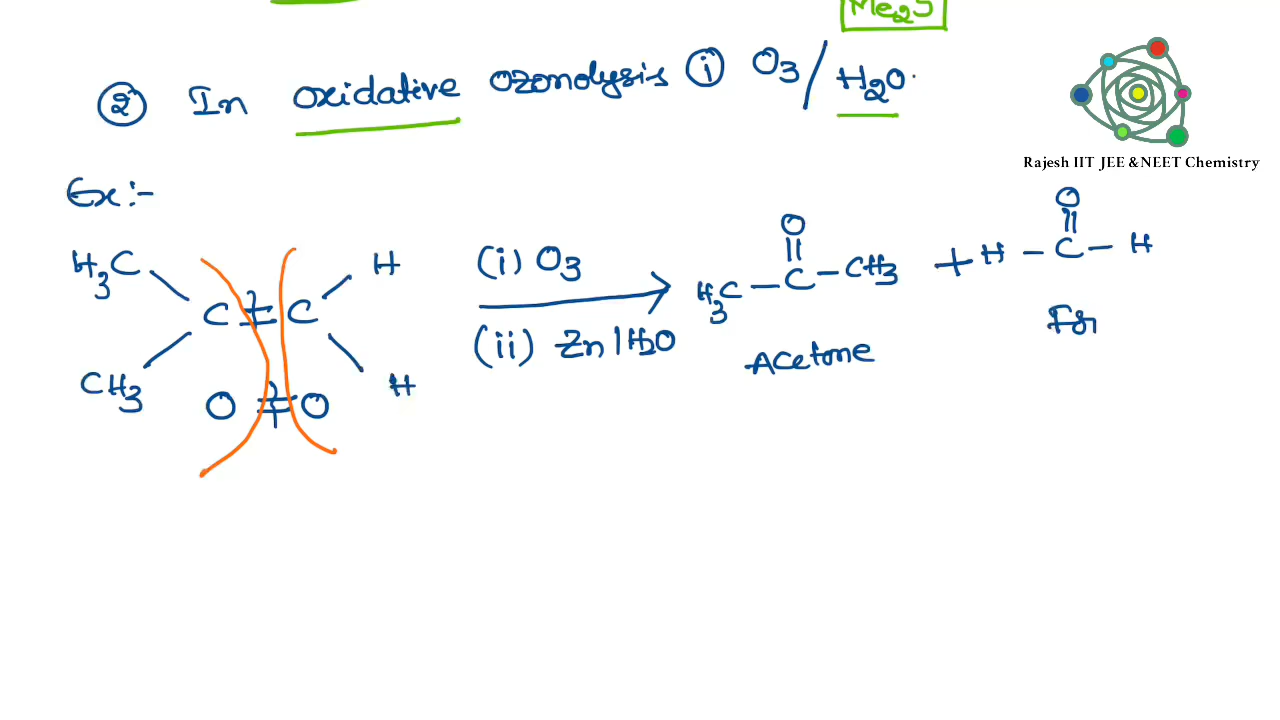 Me2S
② In oxidative ozonolysis ① O3/H2O.
Rajesh IIT JEE &NEET Chemistry
Ex:-
H3C H
C = C
CH3 H
O = O
(i) O3
(ii) Zn|H2O
O
H3C - C - CH3
Acetone
+
O
H - C - H